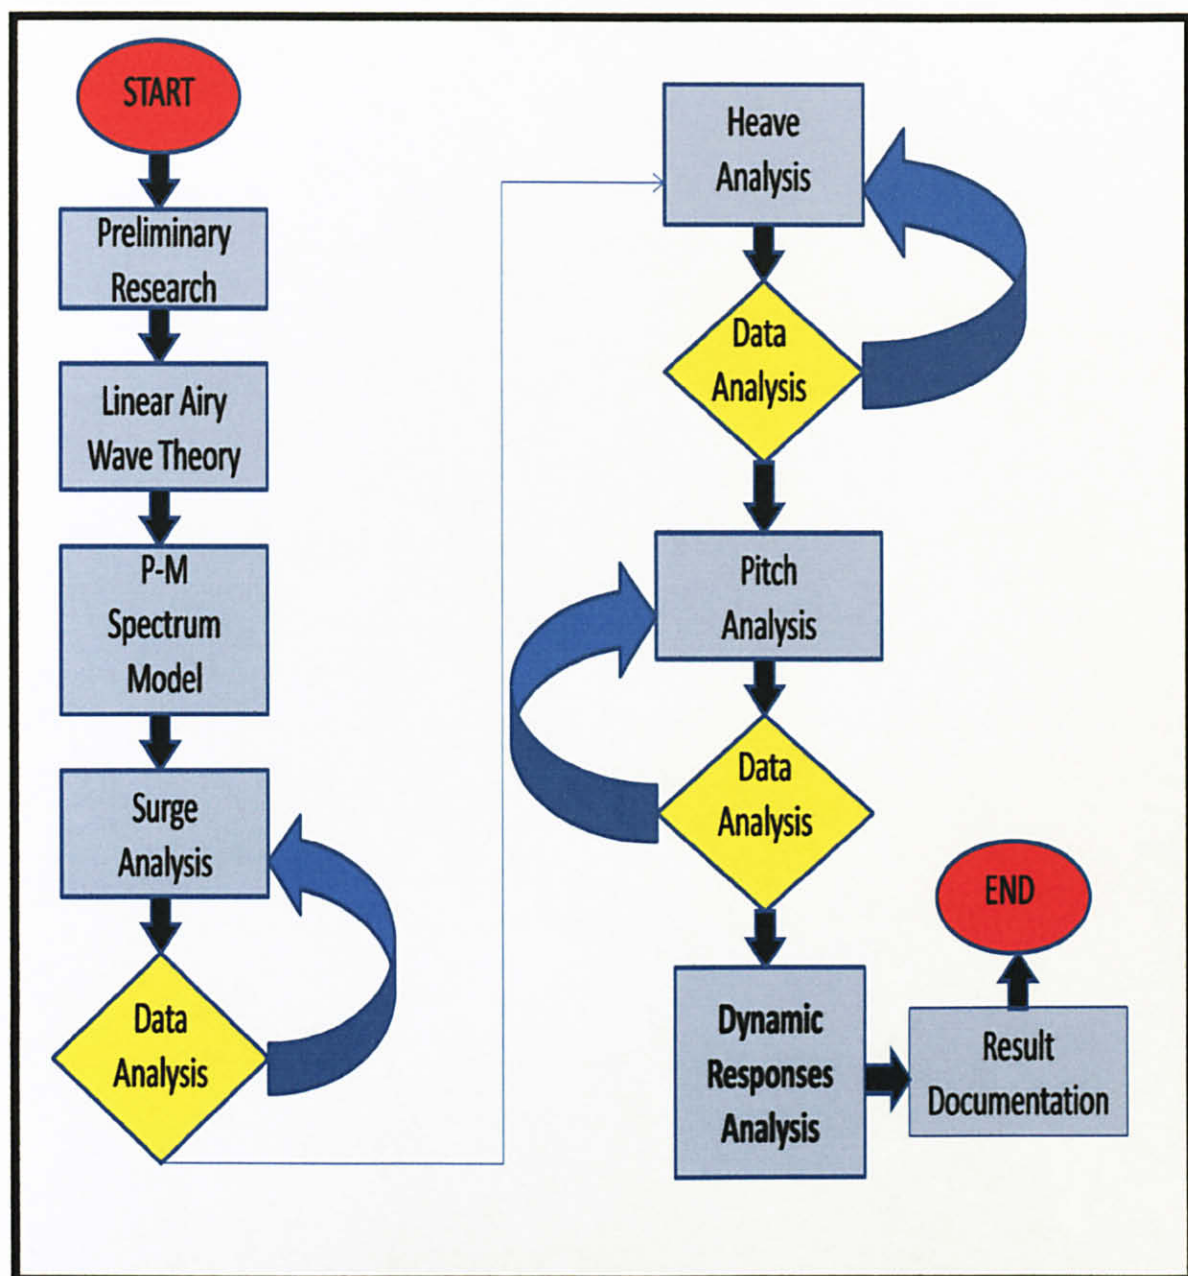 START
Preliminary
Research
Linear Airy
Wave Theory
P-M
Spectrum
Model
Surge
Analysis
Data
Analysis
Heave
Analysis
Data
Analysis
Pitch
Analysis
Data
Analysis
Dynamic
Responses
Analysis
Result
Documentation
END